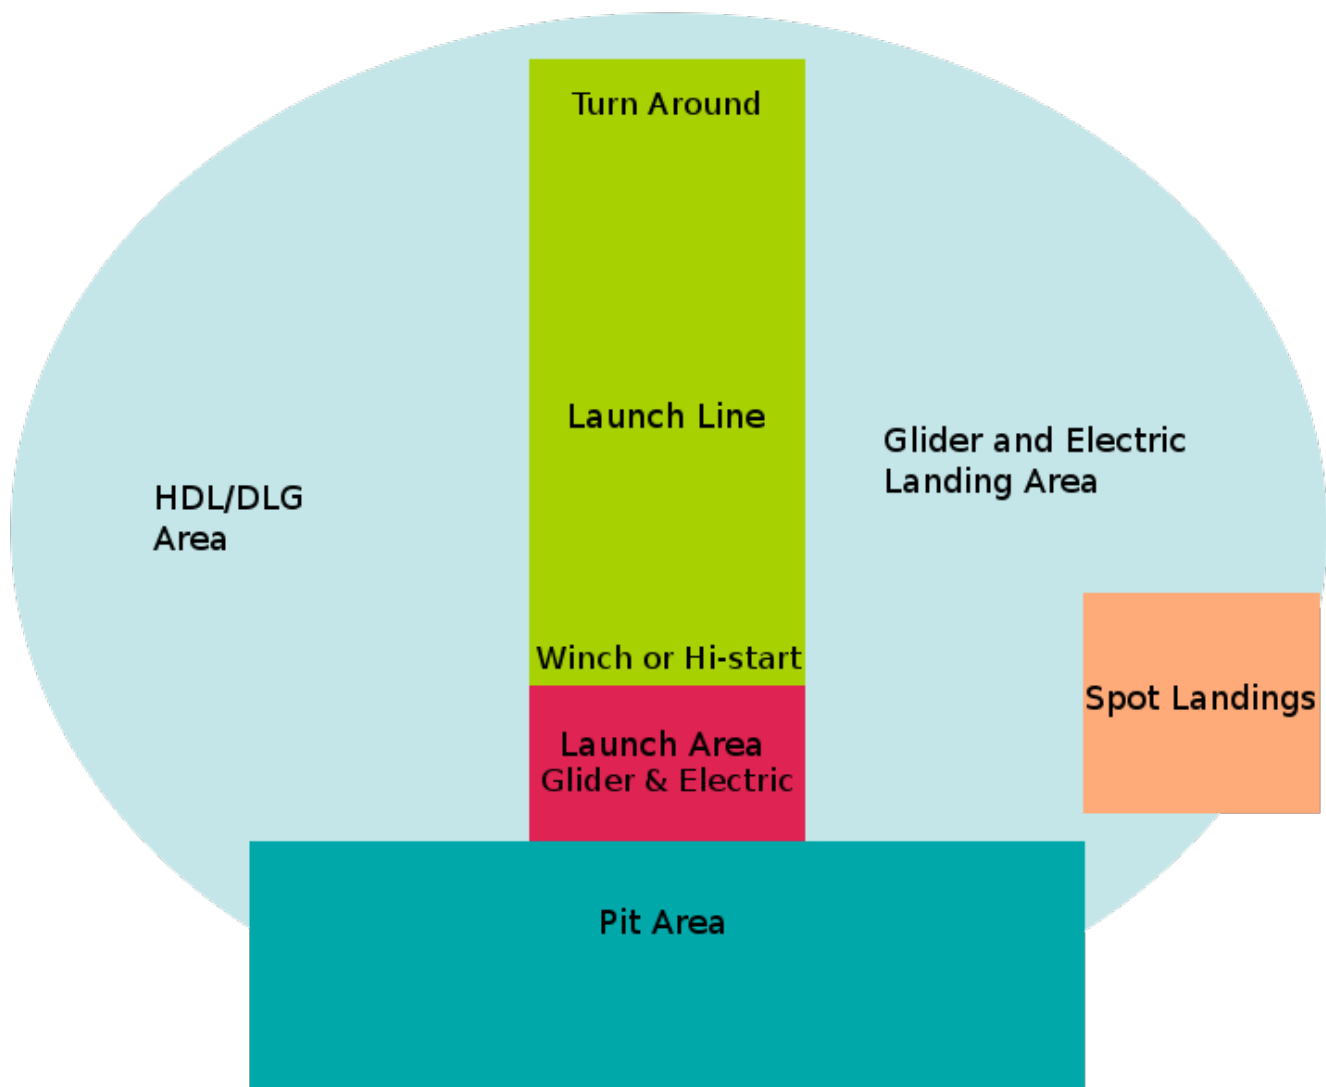 Turn Around
Launch Line
Glider and Electric
Landing Area
HDL/DLG
Area
Winch or Hi-start
Spot Landings
Launch Area
Glider & Electric
Pit Area